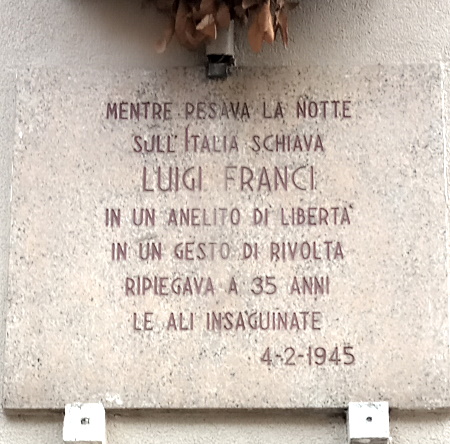 MENTRE PESAVA LA NOTTE
SULL'ITALIA SCHIAVA
LUIGI FRANCI
IN UN ANELITO DI LIBERTA'
IN UN GESTO DI RIVOLTA
RIPIEGAVA A 35 ANNI
LE ALI INSAGUINATE
4-2-1945